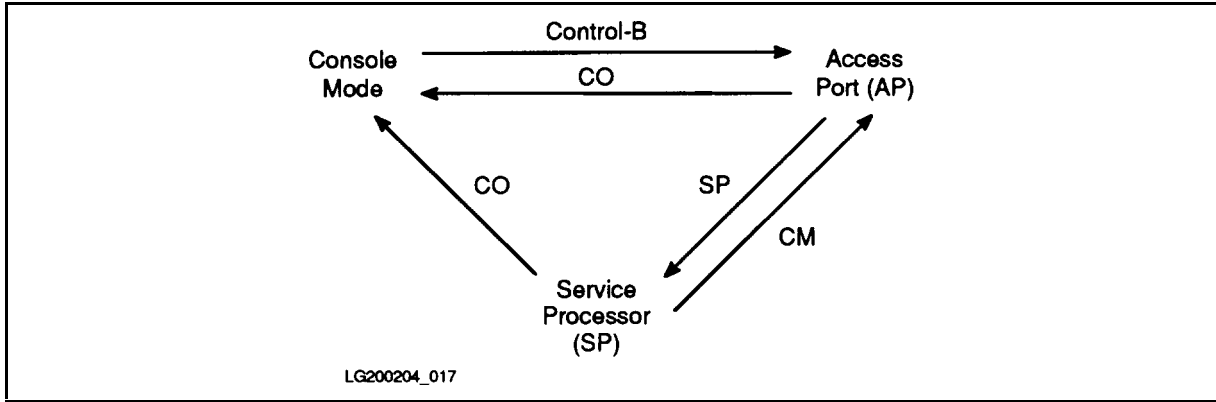 Control-B
Console
Mode
CO
Access
Port (AP)
CO
SP
CM
Service
Processor
(SP)
LG200204_017